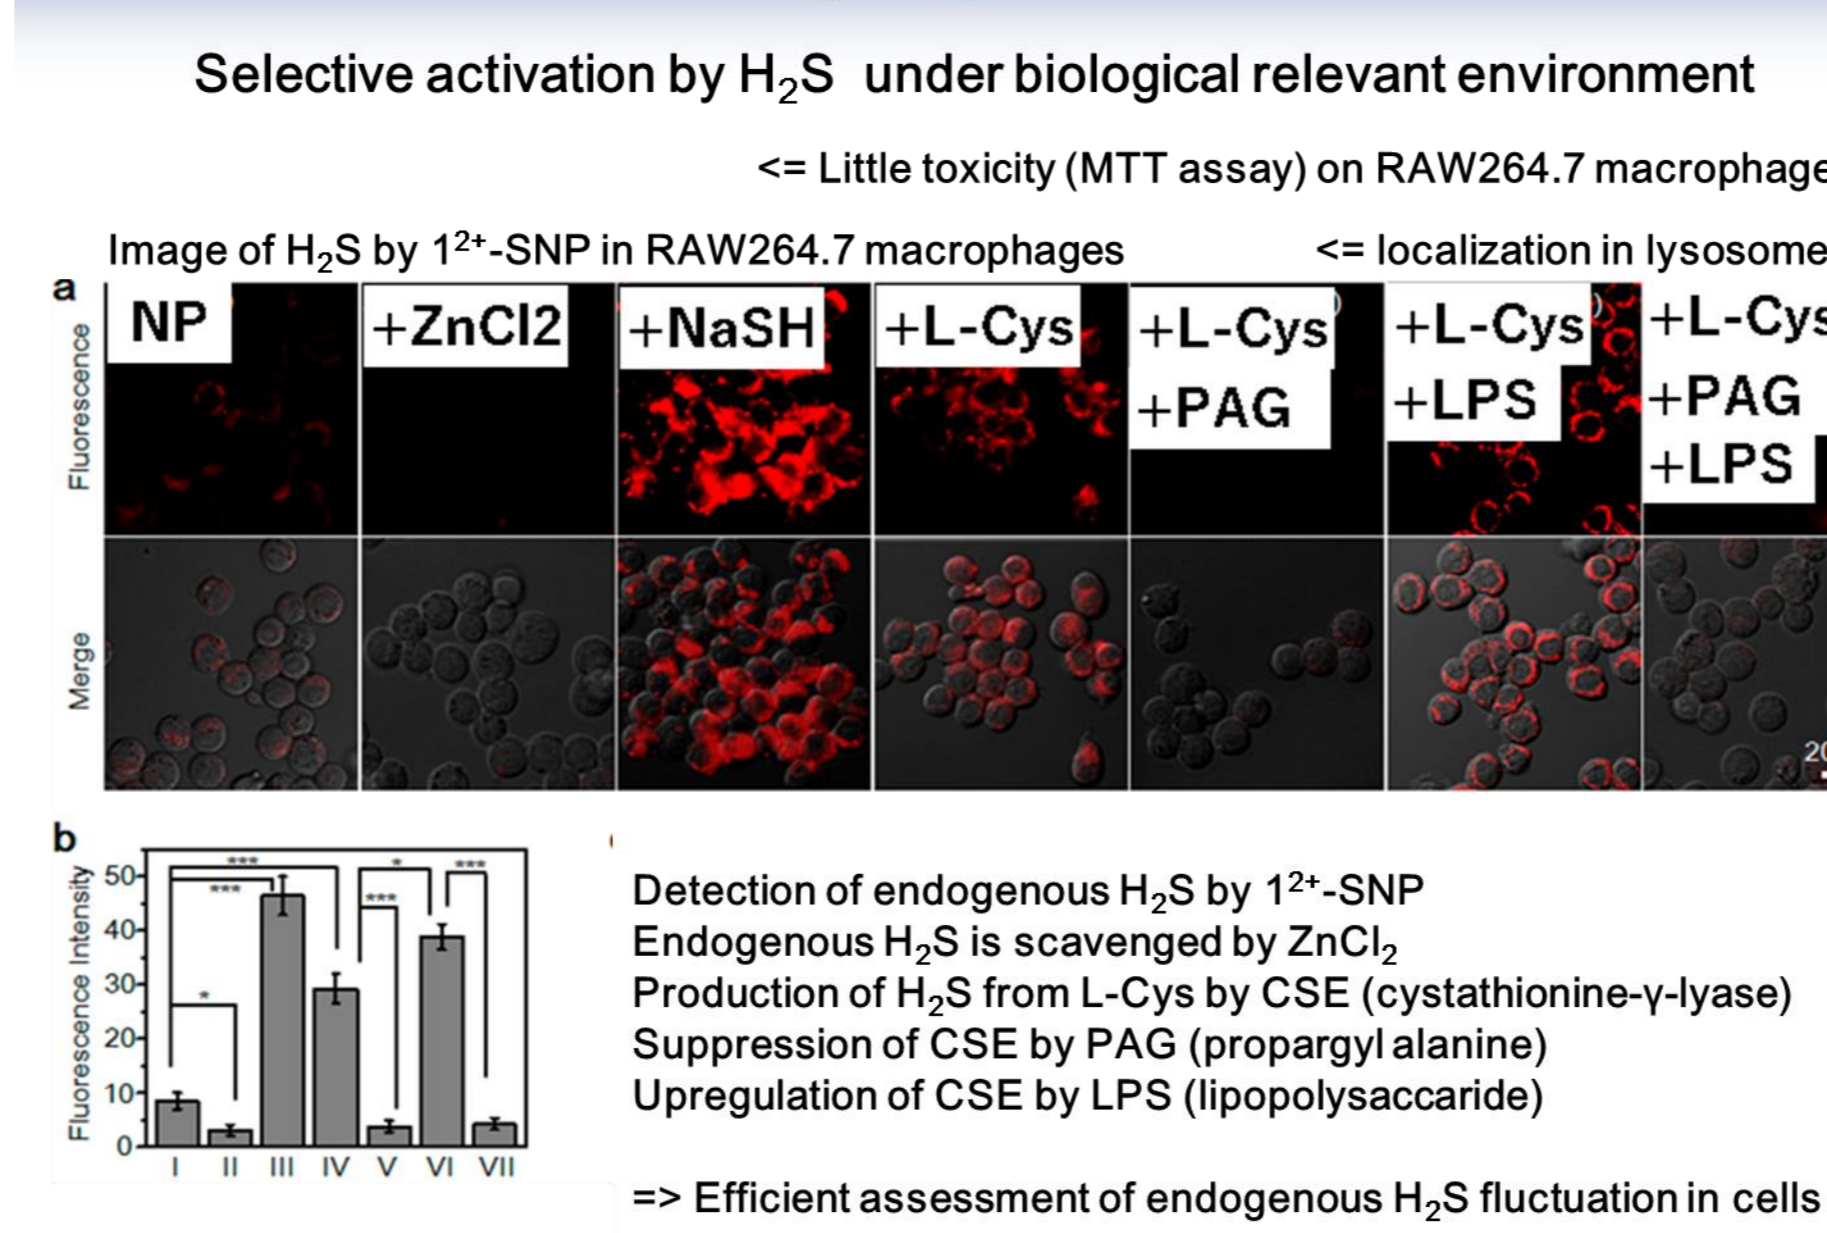 Selective activation by H₂S under biological relevant environment
<= Little toxicity (MTT assay) on RAW264.7 macrophage
Image of H₂S by 1²⁺-SNP in RAW264.7 macrophages
<= localization in lysosome
a
Fluorescence
NP
+ZnCl2
+NaSH
+L-Cys
+L-Cys
+PAG
+L-Cys
+LPS
+L-Cys
+PAG
+LPS
Merge
20
b
Fluorescence Intensity
50
40
30
20
10
0
***
***
*
*
***
***
I II III IV V VI VII
Detection of endogenous H₂S by 1²⁺-SNP
Endogenous H₂S is scavenged by ZnCl₂
Production of H₂S from L-Cys by CSE (cystathionine-γ-lyase)
Suppression of CSE by PAG (propargyl alanine)
Upregulation of CSE by LPS (lipopolysaccaride)
=> Efficient assessment of endogenous H₂S fluctuation in cells